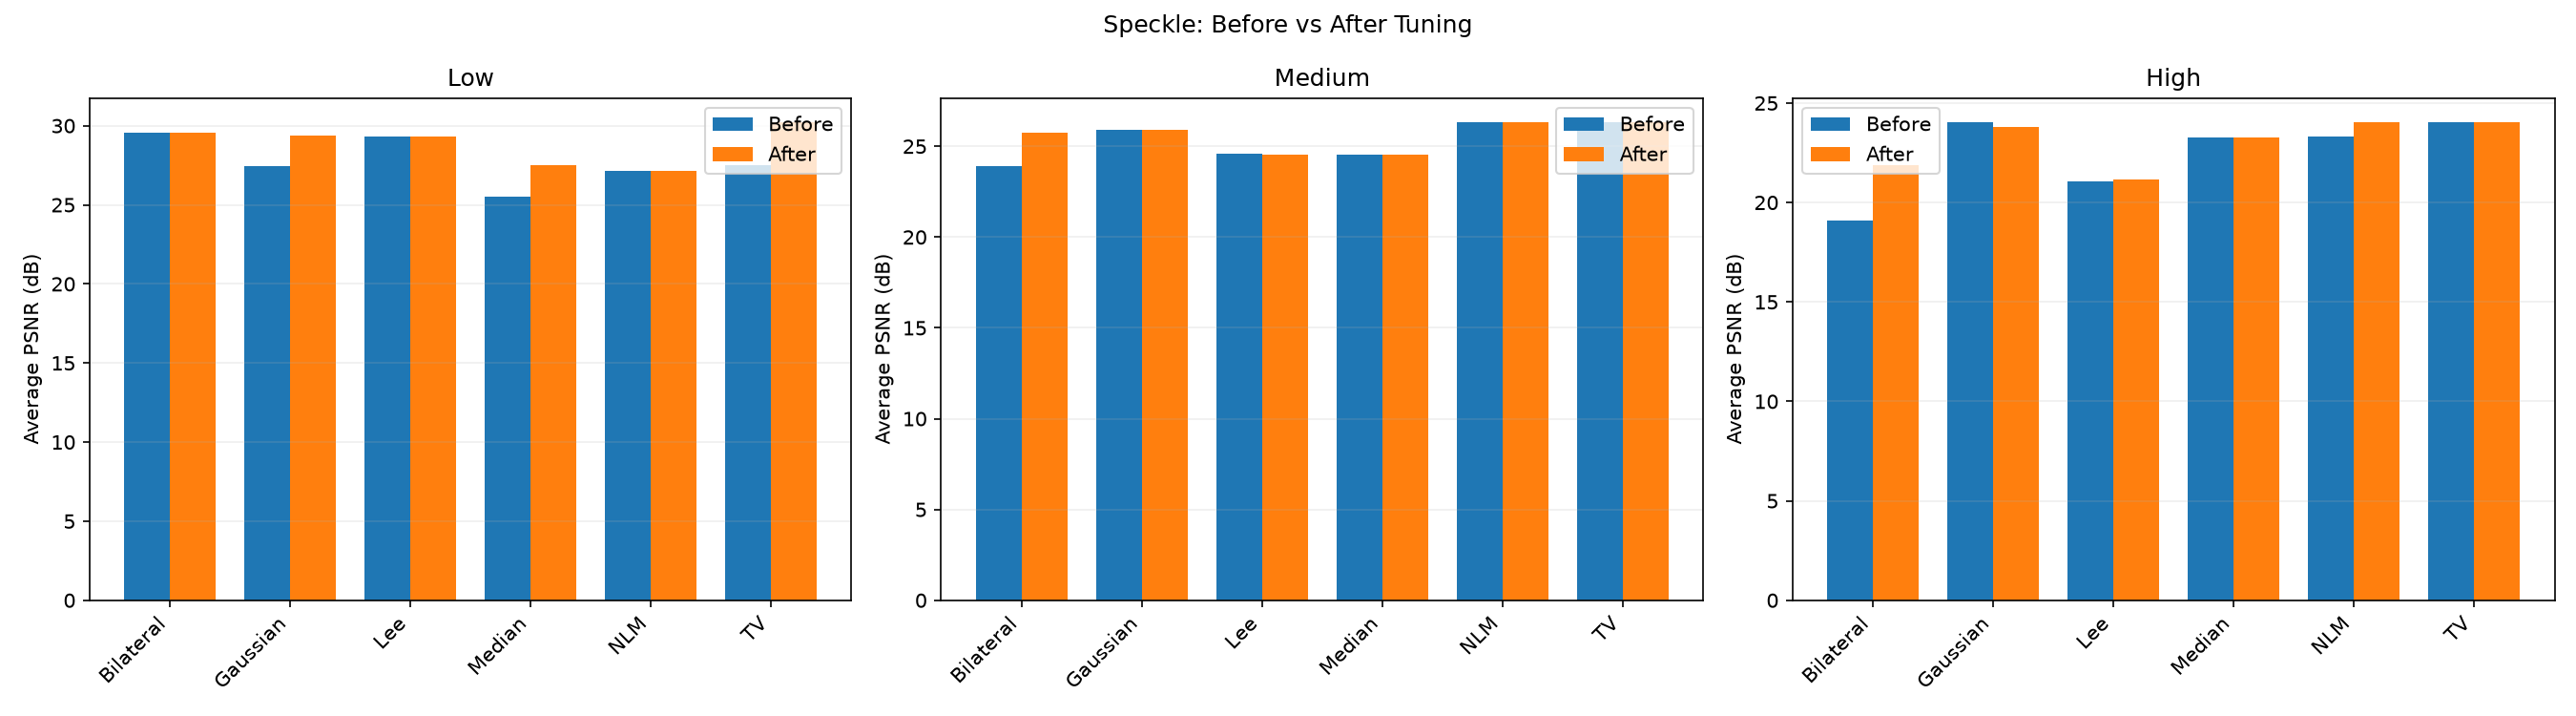 Speckle: Before vs After Tuning
Low
Average PSNR (dB)
30
25
20
15
10
5
0
Before
After
Bilateral
Gaussian
Lee
Median
NLM
TV
Medium
Average PSNR (dB)
25
20
15
10
5
0
Before
After
Bilateral
Gaussian
Lee
Median
NLM
TV
High
Average PSNR (dB)
25
20
15
10
5
0
Before
After
Bilateral
Gaussian
Lee
Median
NLM
TV